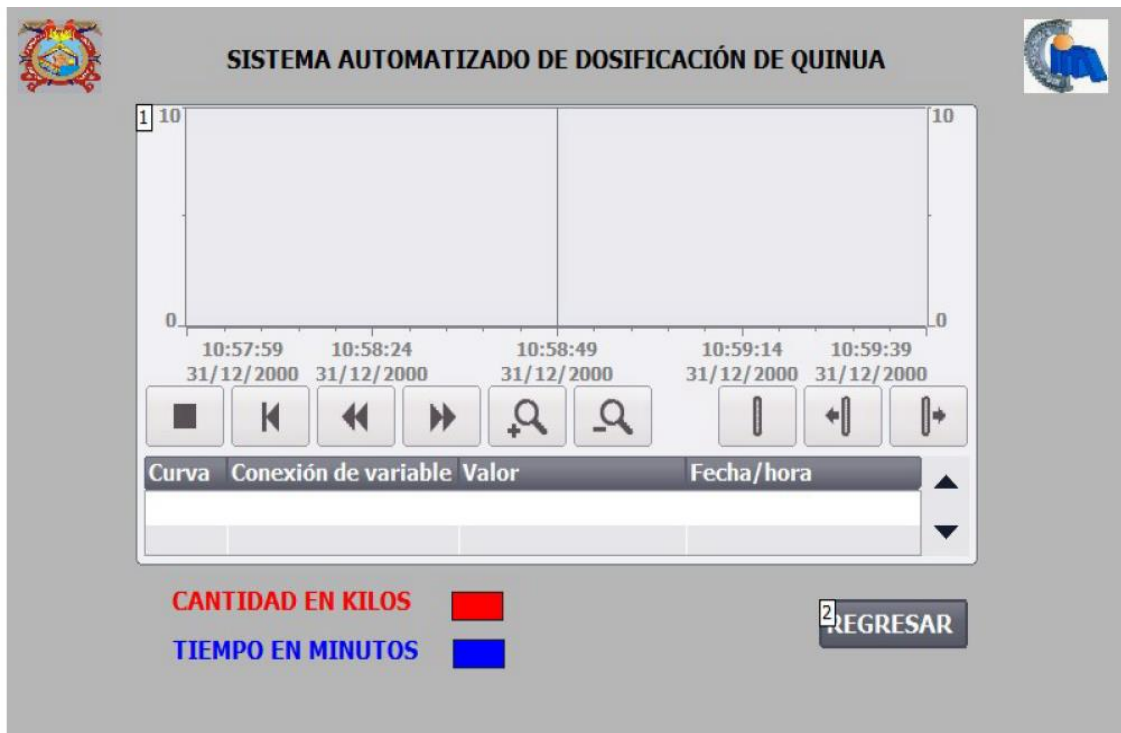 SISTEMA AUTOMATIZADO DE DOSIFICACIÓN DE QUINUA
1 10 10
0 0
10:57:59 10:58:24 10:58:49 10:59:14 10:59:39
31/12/2000 31/12/2000 31/12/2000 31/12/2000 31/12/2000
Curva Conexión de variable Valor Fecha/hora
CANTIDAD EN KILOS
2 REGRESAR
TIEMPO EN MINUTOS